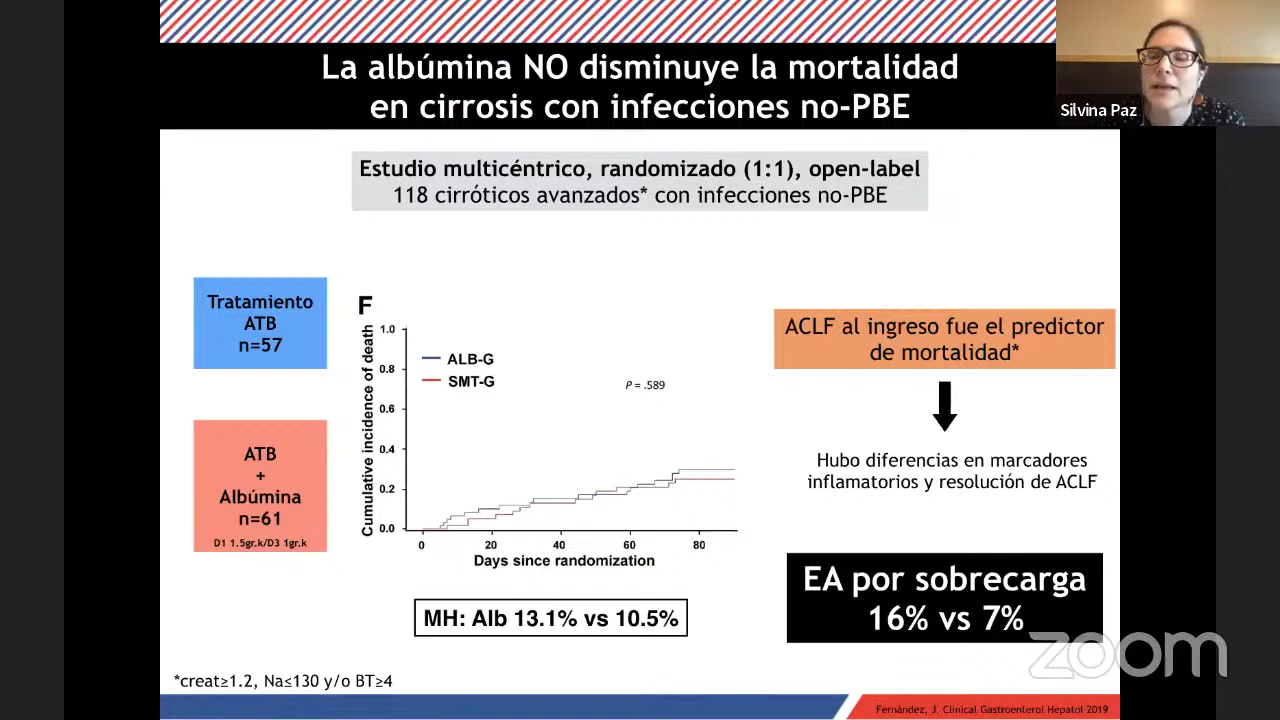 La albúmina NO disminuye la mortalidad
en cirrosis con infecciones no-PBE
Silvina Paz
Estudio multicéntrico, randomizado (1:1), open-label
118 cirróticos avanzados* con infecciones no-PBE
Tratamiento
ATB
n=57
ATB
+
Albúmina
n=61
D1 1.5gr.k/D3 1gr.k
F
Cumulative incidence of death
1.0
0.8
0.6
0.4
0.2
0.0
ALB-G
SMT-G
P = .589
0
20
40
60
80
Days since randomization
MH: Alb 13.1% vs 10.5%
ACLF al ingreso fue el predictor
de mortalidad*
Hubo diferencias en marcadores
inflamatorios y resolución de ACLF
EA por sobrecarga
16% vs 7%
zoom
*creat≥1.2, Na≤130 y/o BT≥4
Fernández, J. Clinical Gastroenterol Hepatol 2019